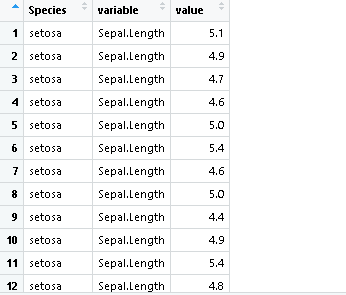 Species variable value
1 setosa Sepal.Length 5.1
2 setosa Sepal.Length 4.9
3 setosa Sepal.Length 4.7
4 setosa Sepal.Length 4.6
5 setosa Sepal.Length 5.0
6 setosa Sepal.Length 5.4
7 setosa Sepal.Length 4.6
8 setosa Sepal.Length 5.0
9 setosa Sepal.Length 4.4
10 setosa Sepal.Length 4.9
11 setosa Sepal.Length 5.4
12 setosa Sepal.Length 4.8